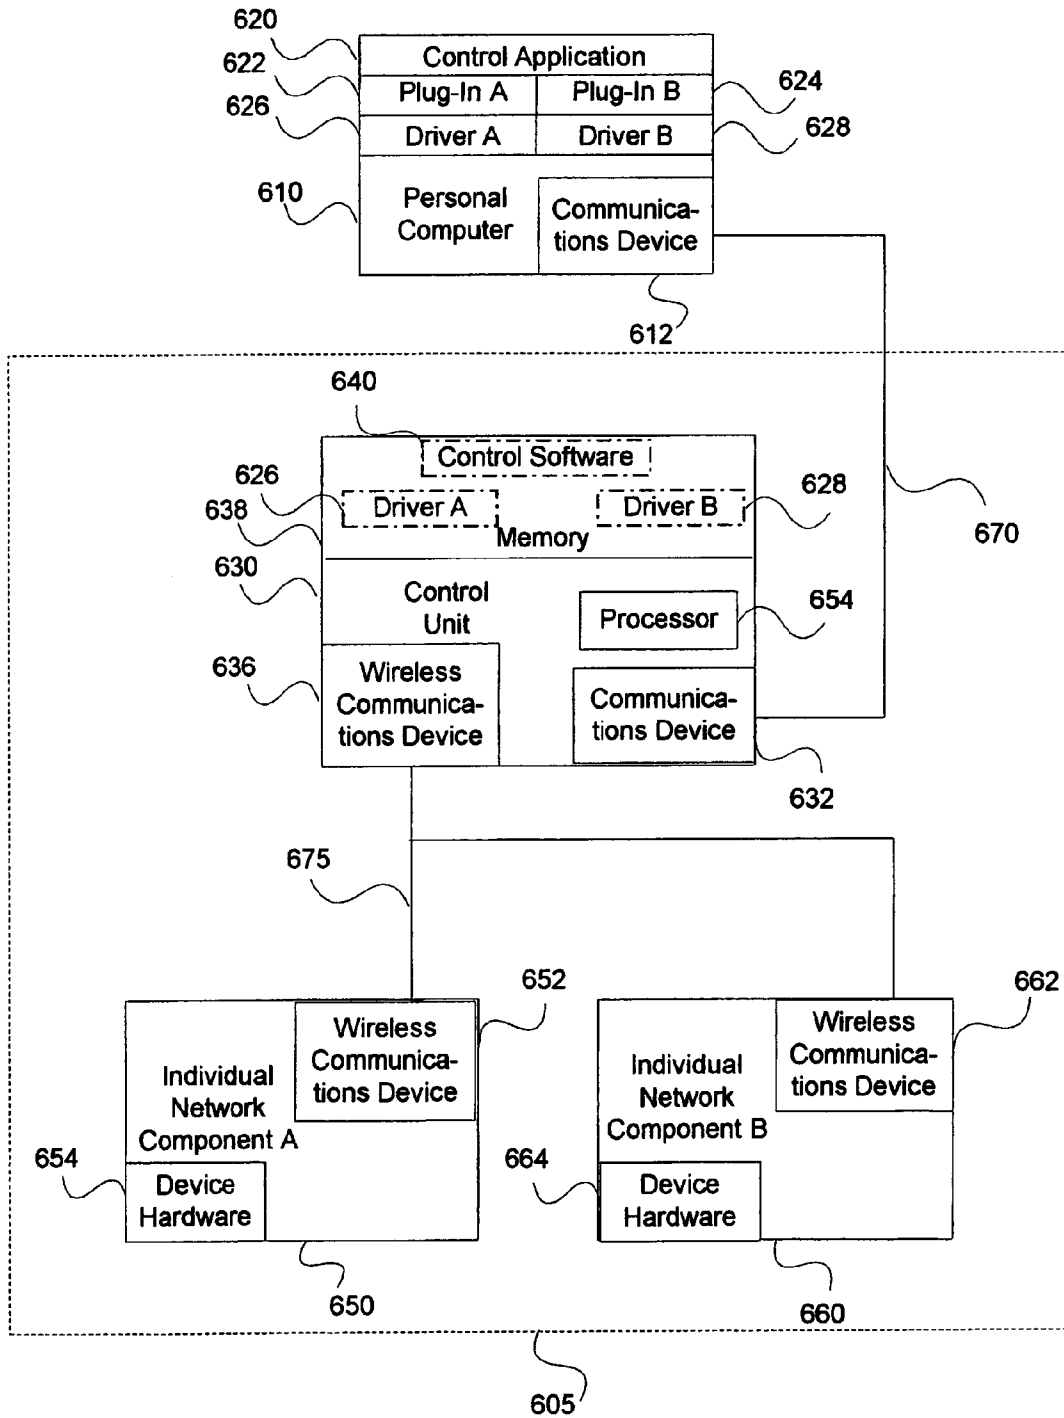 620
Control Application
622
Plug-In A
Plug-In B
624
626
Driver A
Driver B
628
610
Personal
Computer
Communica-
tions Device
612
640
Control Software
626
Driver A
Driver B
628
638
Memory
670
630
Control
Unit
Processor
654
636
Wireless
Communica-
tions Device
Communica-
tions Device
632
675
652
662
Wireless
Communica-
tions Device
Wireless
Communica-
tions Device
Individual
Network
Component A
Individual
Network
Component B
654
Device
Hardware
664
Device
Hardware
650
660
605